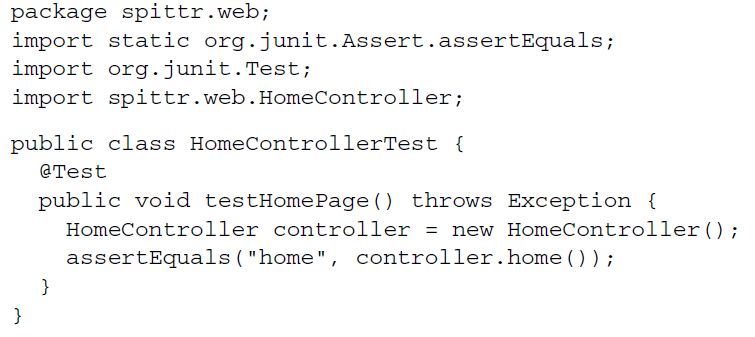 package spittr.web;
import static org.junit.Assert.assertEquals;
import org.junit.Test;
import spittr.web.HomeController;
public class HomeControllerTest {
@Test
public void testHomePage() throws Exception {
HomeController controller = new HomeController();
assertEquals("home", controller.home());
}
}